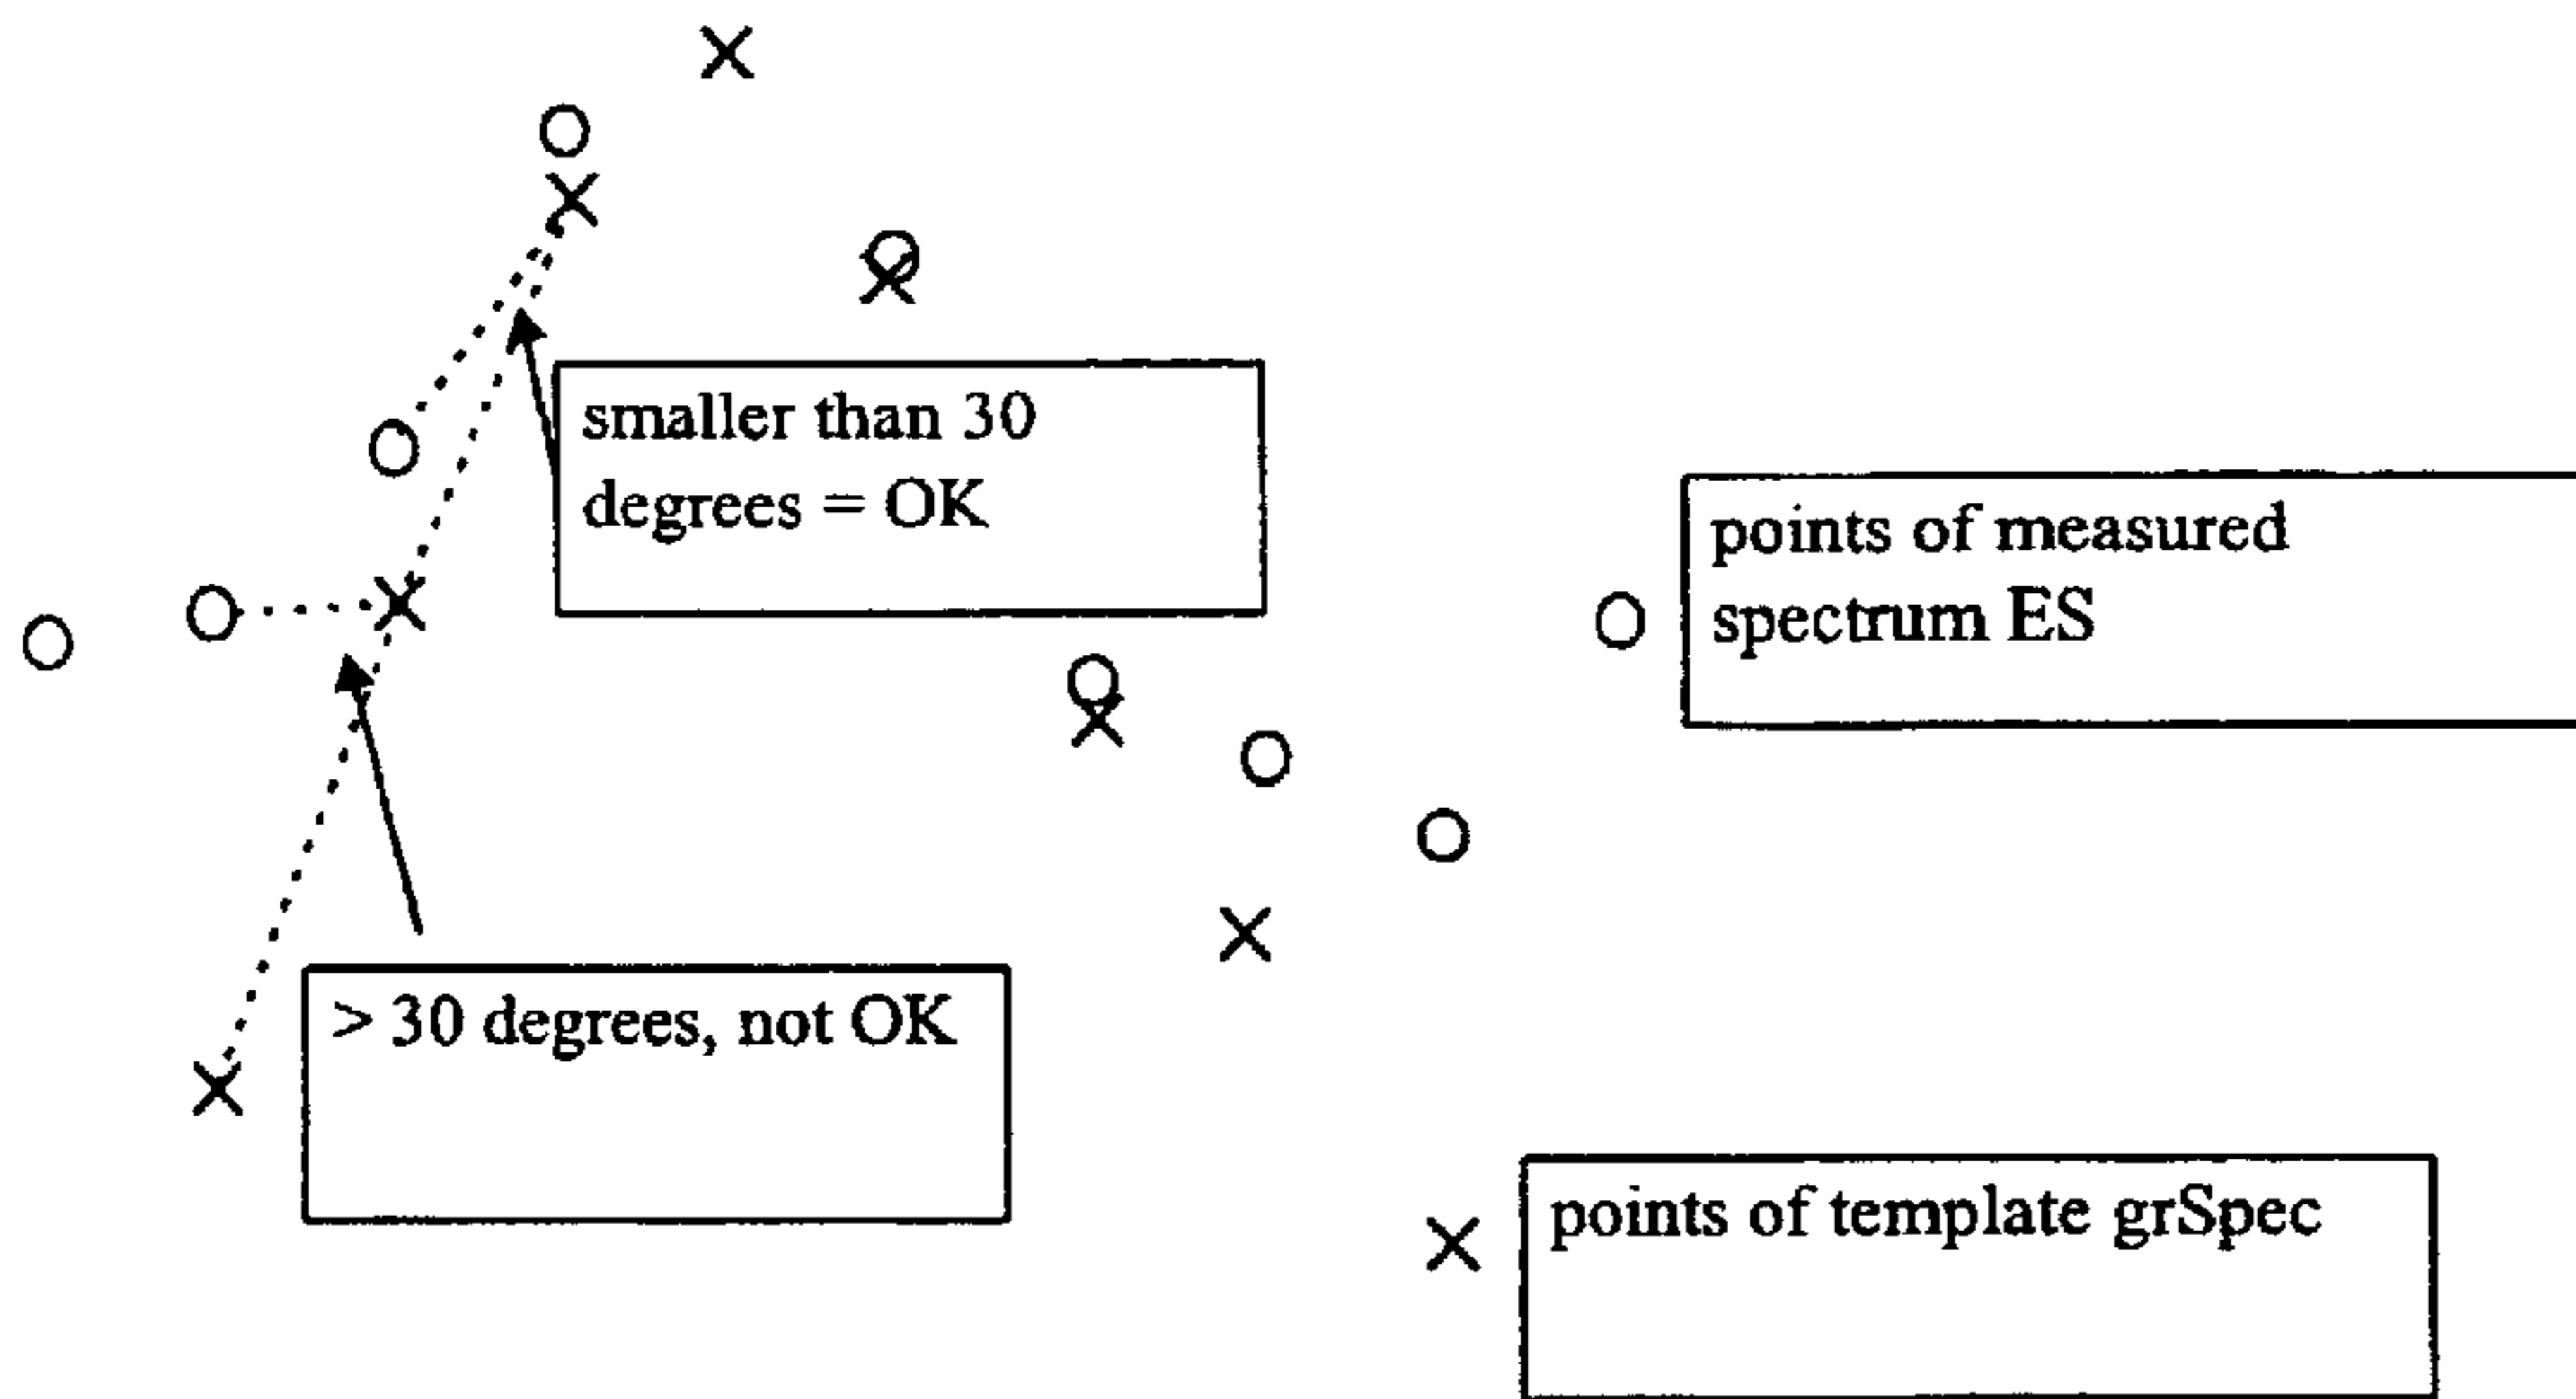 smaller than 30
degrees = OK
points of measured
spectrum ES
> 30 degrees, not OK
points of template grSpec